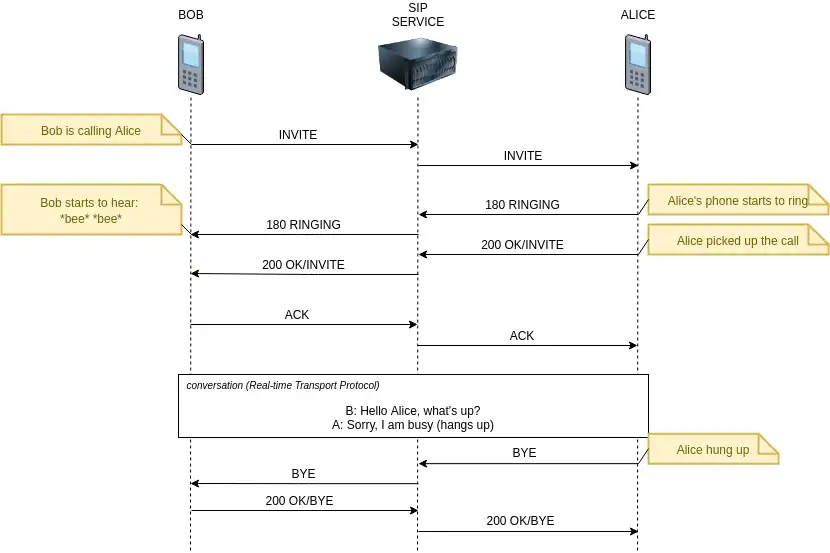 BOB
SIP
SERVICE
ALICE
Bob is calling Alice
INVITE
INVITE
Bob starts to hear:
*bee* *bee*
180 RINGING
Alice's phone starts to ring
180 RINGING
200 OK/INVITE
Alice picked up the call
200 OK/INVITE
ACK
ACK
conversation (Real-time Transport Protocol)
B: Hello Alice, what's up?
A: Sorry, I am busy (hangs up)
BYE
Alice hung up
BYE
200 OK/BYE
200 OK/BYE